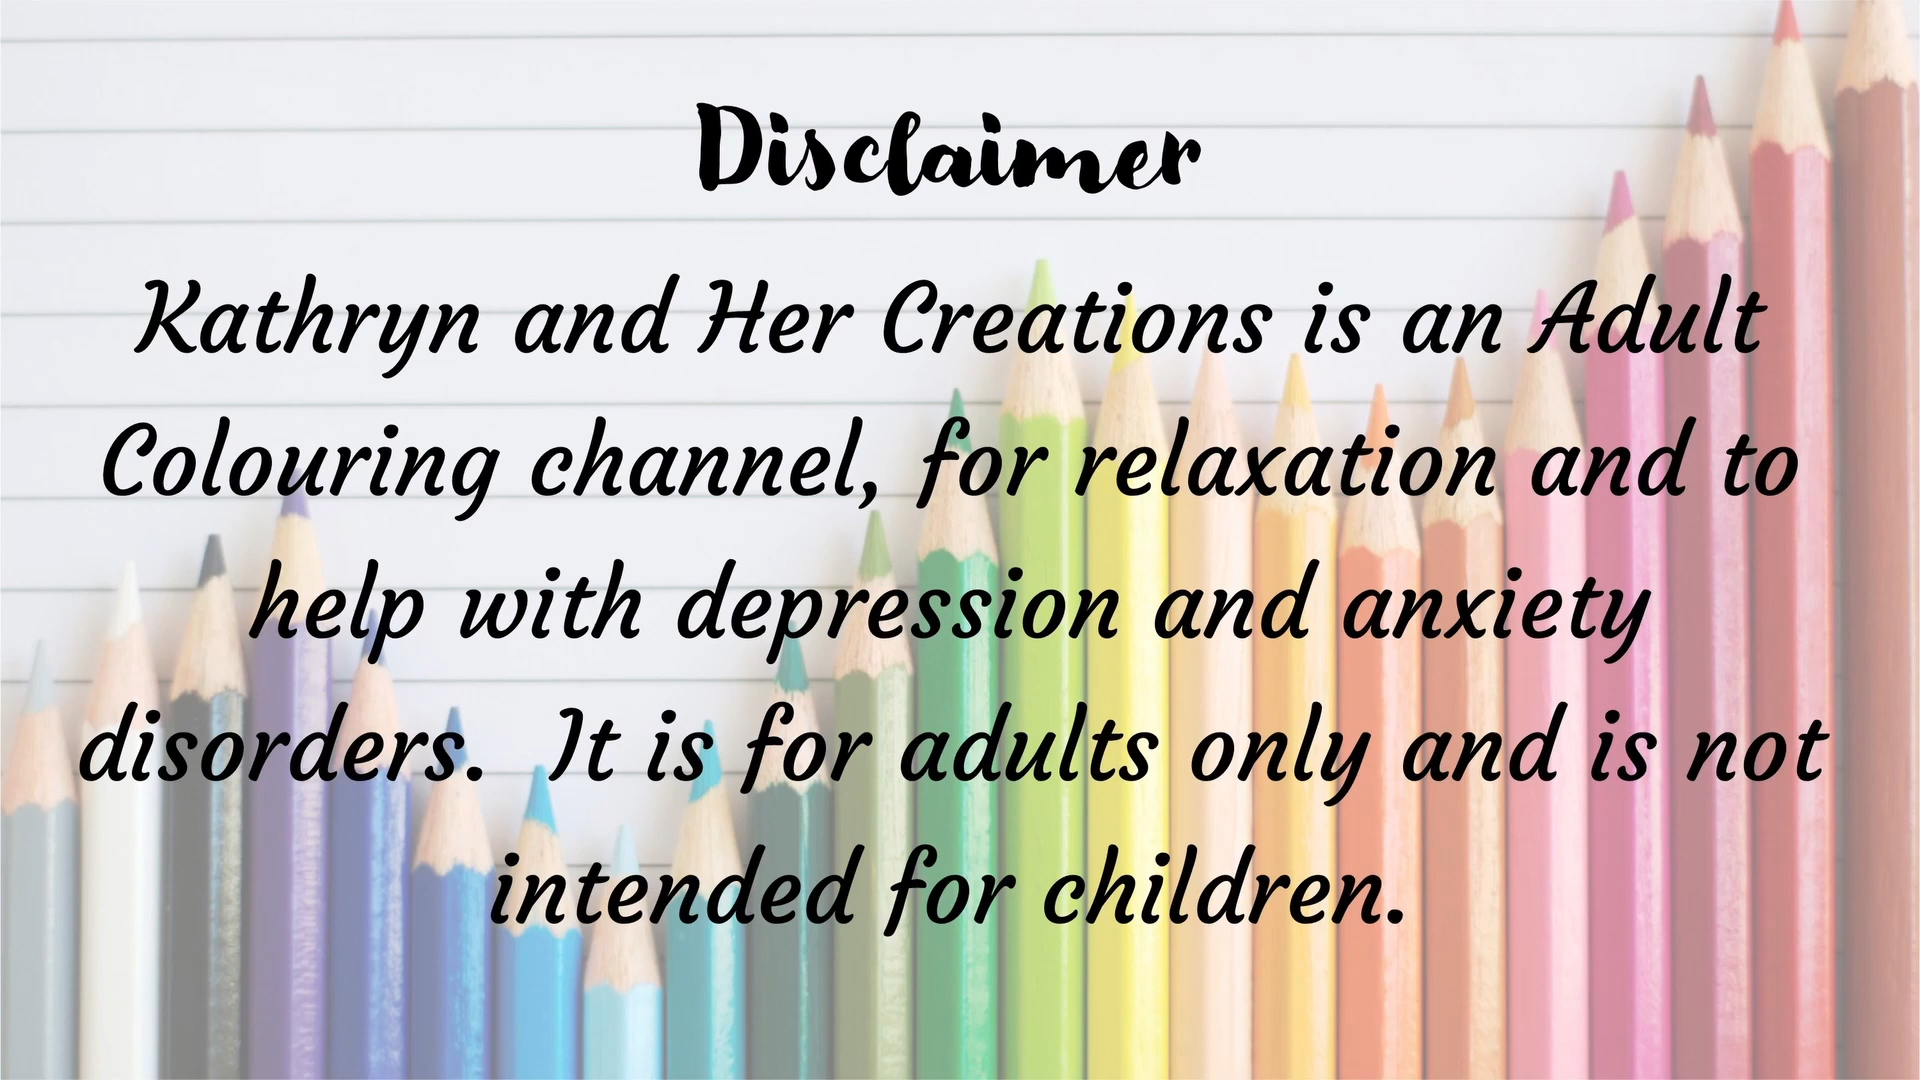 Disclaimer
Kathryn and Her Creations is an Adult
Colouring channel, for relaxation and to
help with depression and anxiety
disorders.  It is for adults only and is not
intended for children.